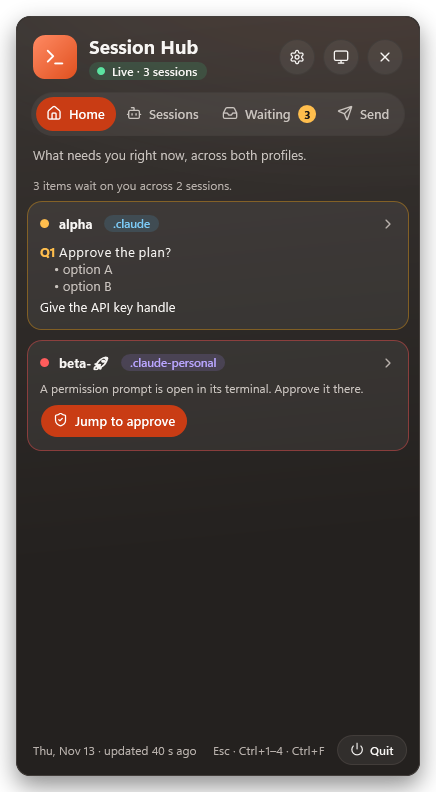 Session Hub
Live · 3 sessions
Home
Sessions
Waiting 3
Send
What needs you right now, across both profiles.
3 items wait on you across 2 sessions.
alpha .claude
Q1 Approve the plan?
• option A
• option B
Give the API key handle
beta-🚀 .claude-personal
A permission prompt is open in its terminal. Approve it there.
Jump to approve
Thu, Nov 13 · updated 40 s ago Esc · Ctrl+1–4 · Ctrl+F Quit